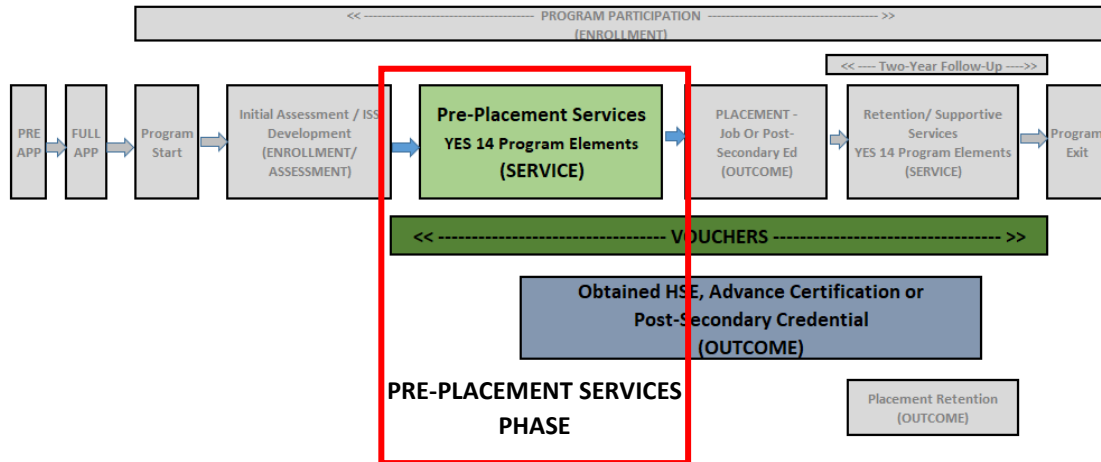 << ---------------------------------- PROGRAM PARTICIPATION ---------------------------------- >>
(ENROLLMENT)
<< ---- Two-Year Follow-Up ---->>
PRE
APP
FULL
APP
Program
Start
Initial Assessment / ISS
Development
(ENROLLMENT/
ASSESSMENT)
Pre-Placement Services
YES 14 Program Elements
(SERVICE)
PLACEMENT -
Job Or Post-
Secondary Ed
(OUTCOME)
Retention/ Supportive
Services
YES 14 Program Elements
(SERVICE)
Program
Exit
<< ---------------------------------- VOUCHERS ---------------------------------- >>
Obtained HSE, Advance Certification or
Post-Secondary Credential
(OUTCOME)
PRE-PLACEMENT SERVICES
PHASE
Placement Retention
(OUTCOME)